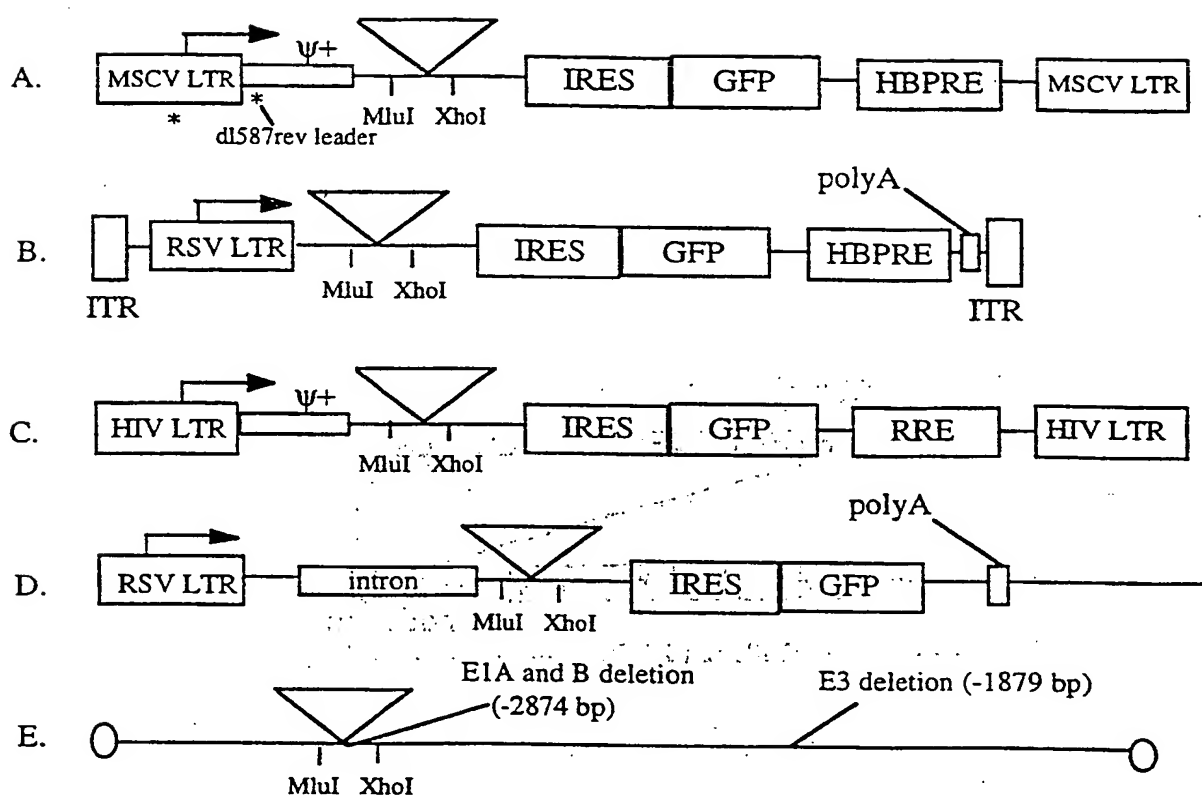 A.
MSCV LTR
ψ+
MluI
XhoI
IRES
GFP
HBPRE
MSCV LTR
*
*
dl587rev leader
B.
ITR
RSV LTR
MluI
XhoI
IRES
GFP
HBPRE
polyA
ITR
C.
HIV LTR
ψ+
MluI
XhoI
IRES
GFP
RRE
HIV LTR
D.
RSV LTR
intron
MluI
XhoI
IRES
GFP
polyA
E.
MluI
XhoI
E1A and B deletion
(-2874 bp)
E3 deletion (-1879 bp)